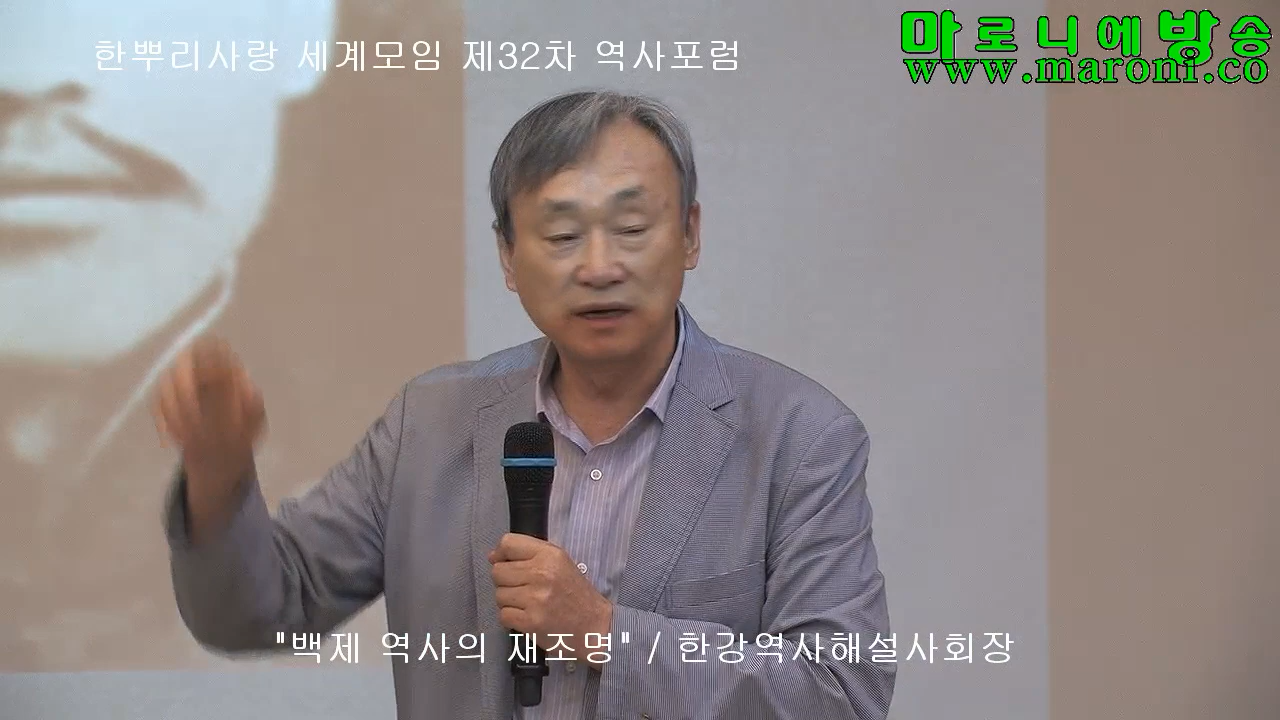 한뿌리사랑 세계모임 제32차 역사포럼
마로니에방송
www.maroni.co
"백제 역사의 재조명" / 한강역사해설사회장